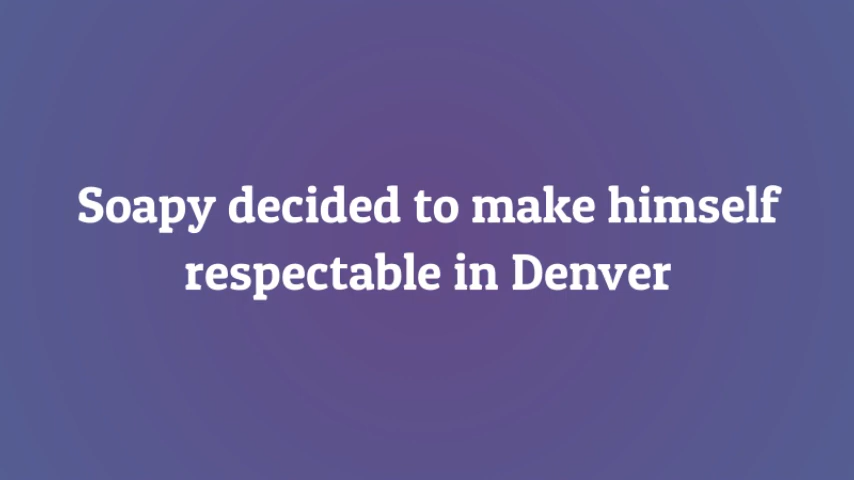 Soapy decided to make himself
respectable in Denver